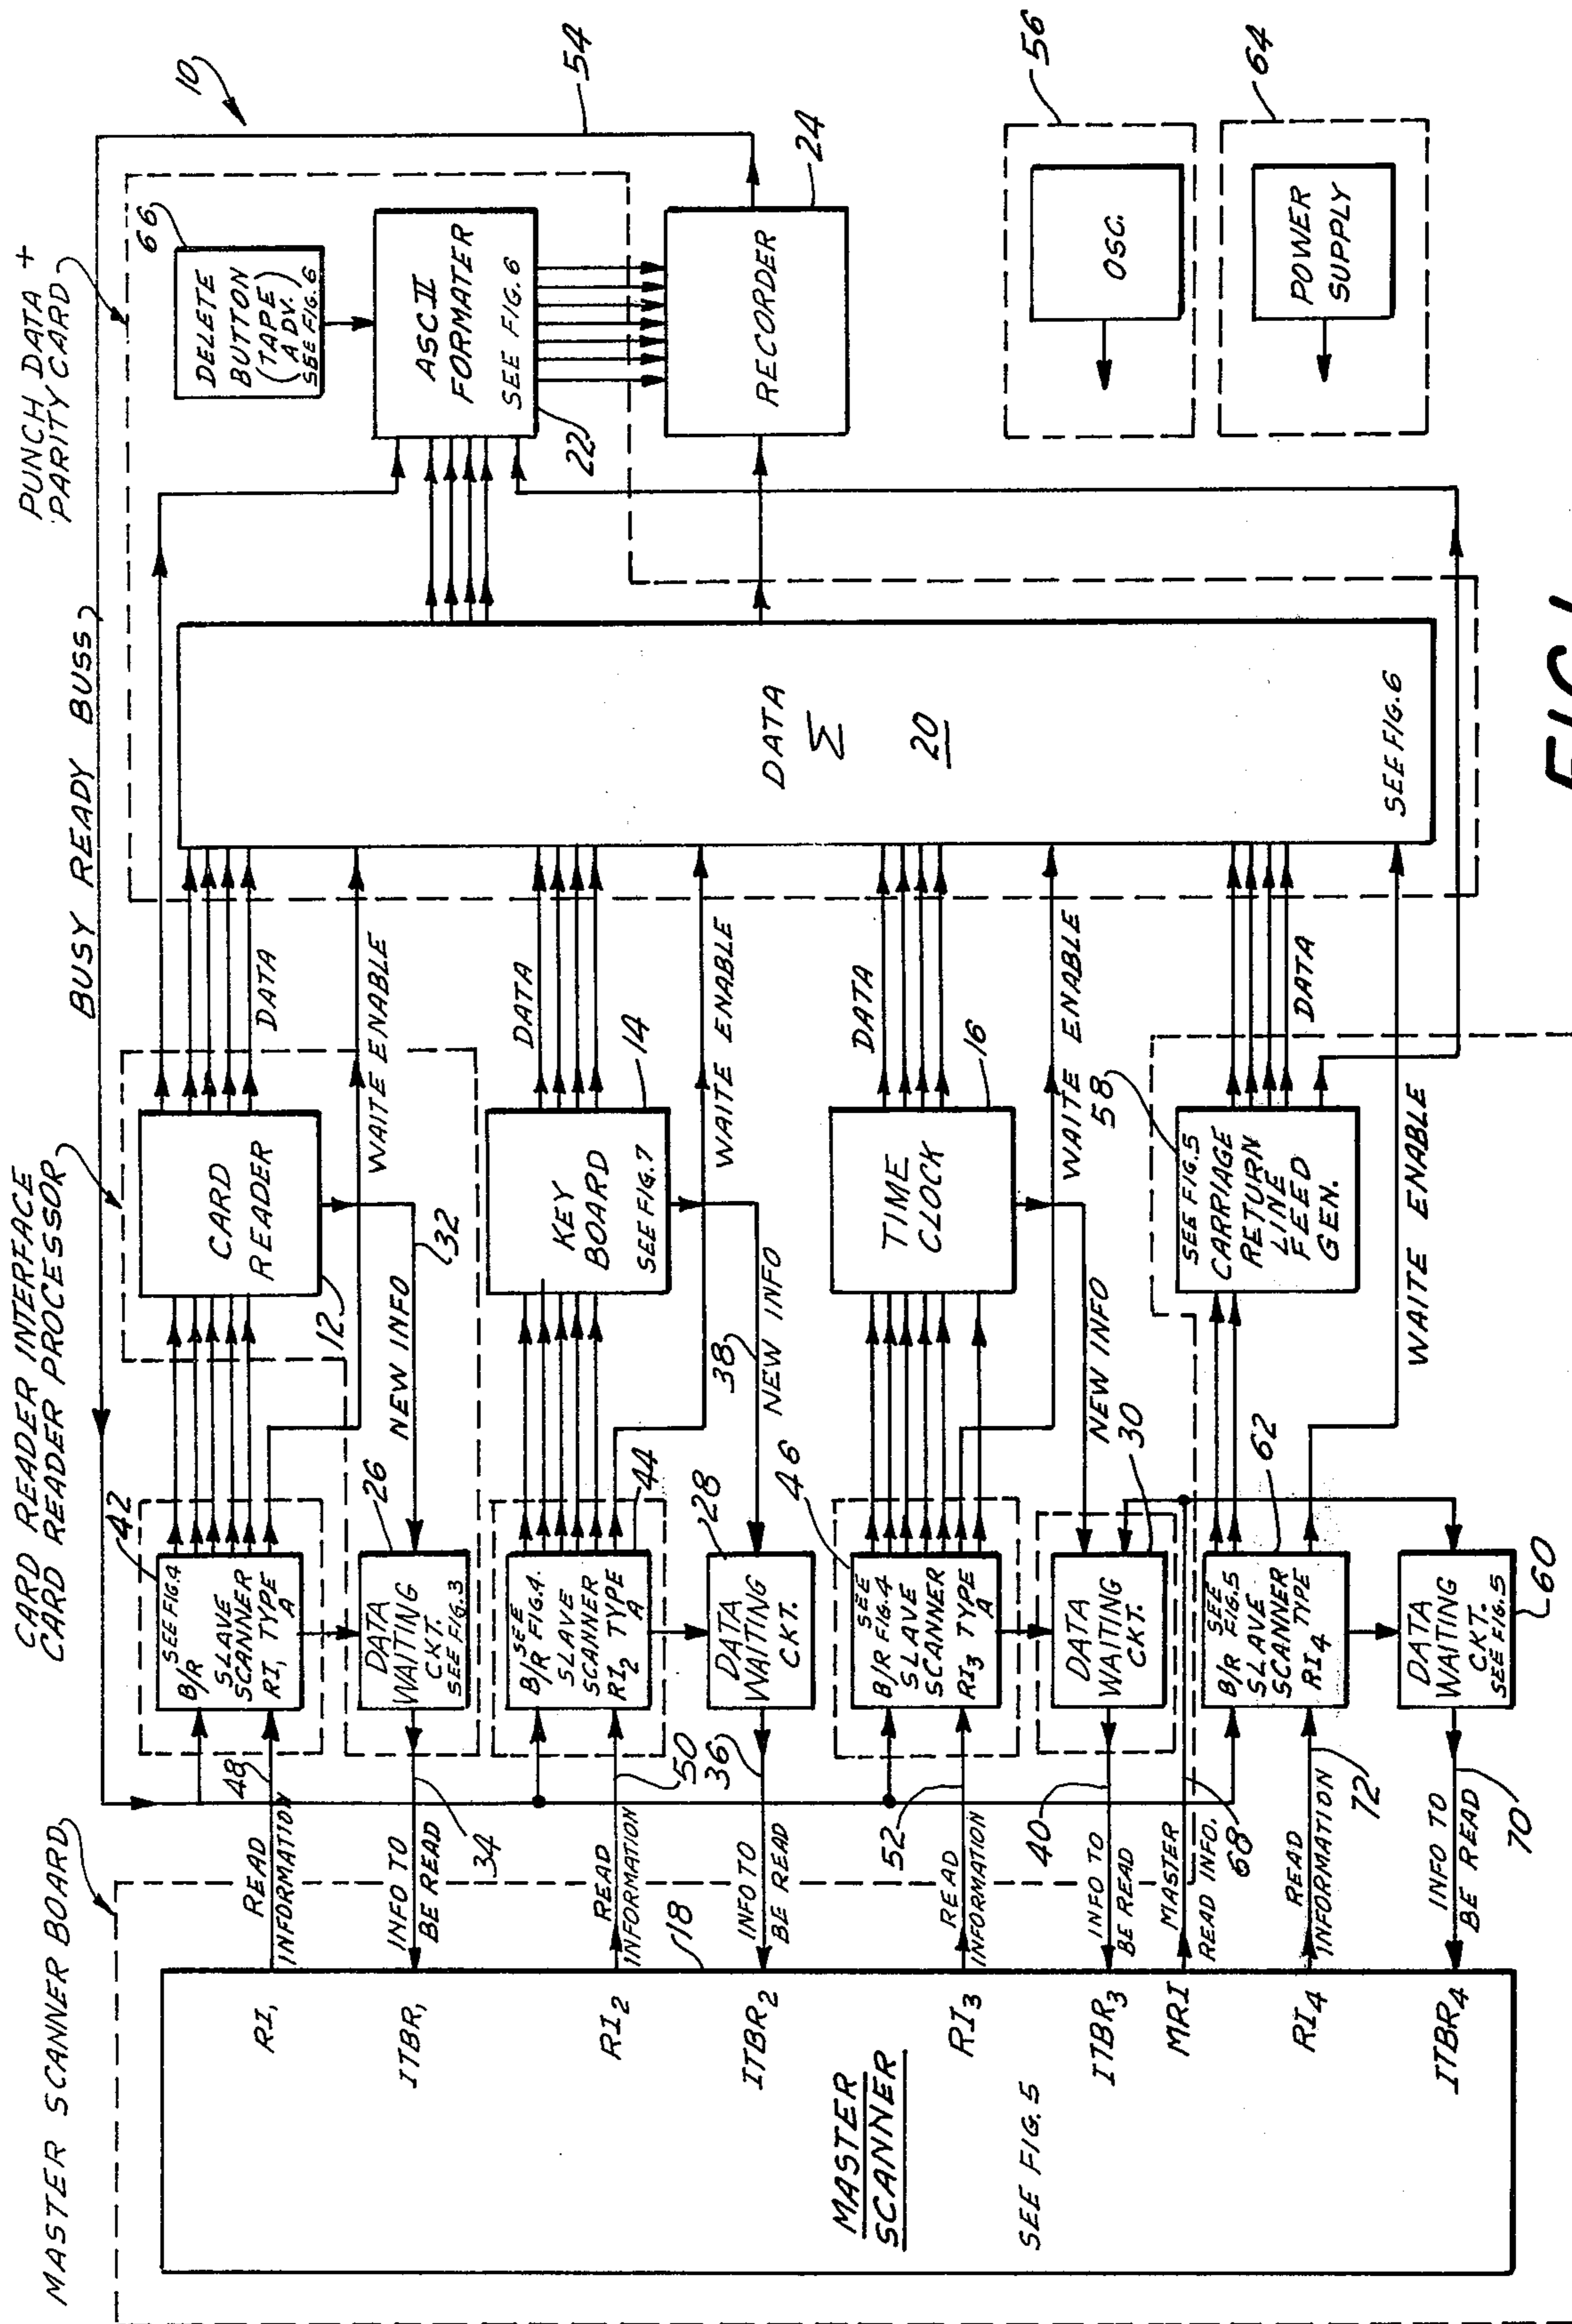 MASTER SCANNER BOARD
CARD READER INTERFACE
CARD READER PROCESSOR
BUSY READY BUSS
PUNCH DATA +
PARITY CARD
10
54
MASTER
SCANNER
SEE FIG. 5
18
RI1
ITBR1
RI2
ITBR2
RI3
ITBR3
MRI
RI4
ITBR4
READ
INFORMATION
48
INFO TO
BE READ
34
READ
INFORMATION
50
INFO TO
BE READ
36
READ
INFORMATION
52
INFO TO
BE READ
40
MASTER
READ INFO.
68
READ
INFORMATION
72
INFO TO
BE READ
70
42
SEE FIG.4
B/R
SLAVE
SCANNER
RI1 TYPE
A
26
DATA
WAITING
CKT.
SEE FIG.3
44
SEE
B/R FIG.4.
SLAVE
SCANNER
RI2 TYPE
A
28
DATA
WAITING
CKT.
46
SEE
B/R FIG.4
SLAVE
SCANNER
RI3 TYPE
A
30
DATA
WAITING
CKT.
62
SEE
B/R FIG.5
SLAVE
SCANNER
TYPE
RI4
DATA
WAITING
CKT.
SEE FIG.5
60
CARD
READER
12
NEW INFO
32
WAITE ENABLE
DATA
KEY
BOARD
SEE FIG.7
14
38
NEW INFO
WAITE ENABLE
DATA
TIME
CLOCK
16
NEW INFO
WAITE ENABLE
DATA
58
SEE FIG.5
CARRIAGE
RETURN
LINE
FEED
GEN.
WAITE ENABLE
DATA
DATA
Σ
20
SEE FIG. 6
66
DELETE
BUTTON
(TAPE
ADV.)
SEE FIG. 6
ASC II
FORMATER
SEE FIG. 6
22
RECORDER
24
OSC.
56
POWER
SUPPLY
64